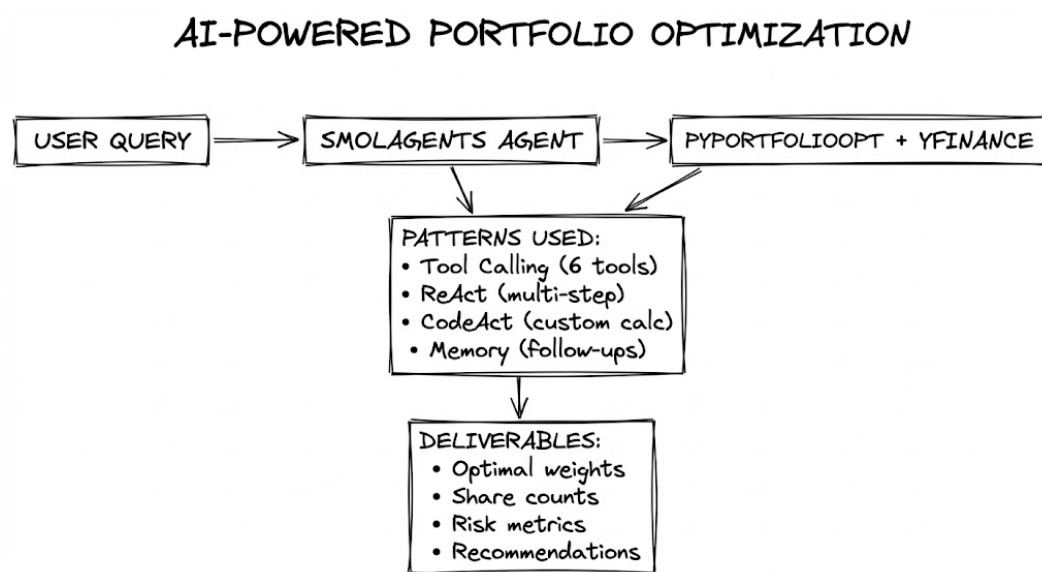 AI-POWERED PORTFOLIO OPTIMIZATION
USER QUERY
SMOLAGENTS AGENT
PYPORTFOLIOOPT + YFINANCE
PATTERNS USED:
• Tool Calling (6 tools)
• ReAct (multi-step)
• CodeAct (custom calc)
• Memory (follow-ups)
DELIVERABLES:
• Optimal weights
• Share counts
• Risk metrics
• Recommendations